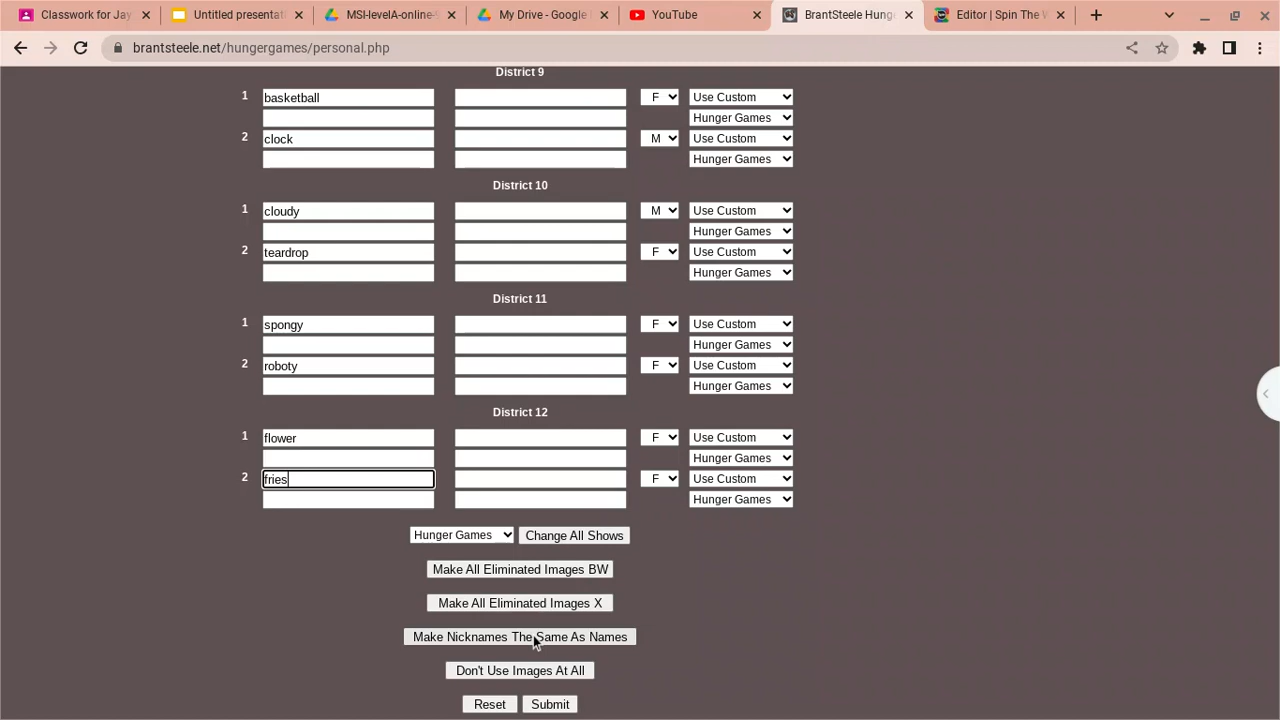 Classwork for Jay
Untitled presentat
MSI-levelA-online-
My Drive - Google
YouTube
BrantSteele Hung
Editor | Spin The
brantsteele.net/hungergames/personal.php
District 9
1 basketball F Use Custom
Hunger Games
2 clock M Use Custom
Hunger Games
District 10
1 cloudy M Use Custom
Hunger Games
2 teardrop F Use Custom
Hunger Games
District 11
1 spongy F Use Custom
Hunger Games
2 roboty F Use Custom
Hunger Games
District 12
1 flower F Use Custom
Hunger Games
2 fries F Use Custom
Hunger Games
Hunger Games Change All Shows
Make All Eliminated Images BW
Make All Eliminated Images X
Make Nicknames The Same As Names
Don't Use Images At All
Reset Submit